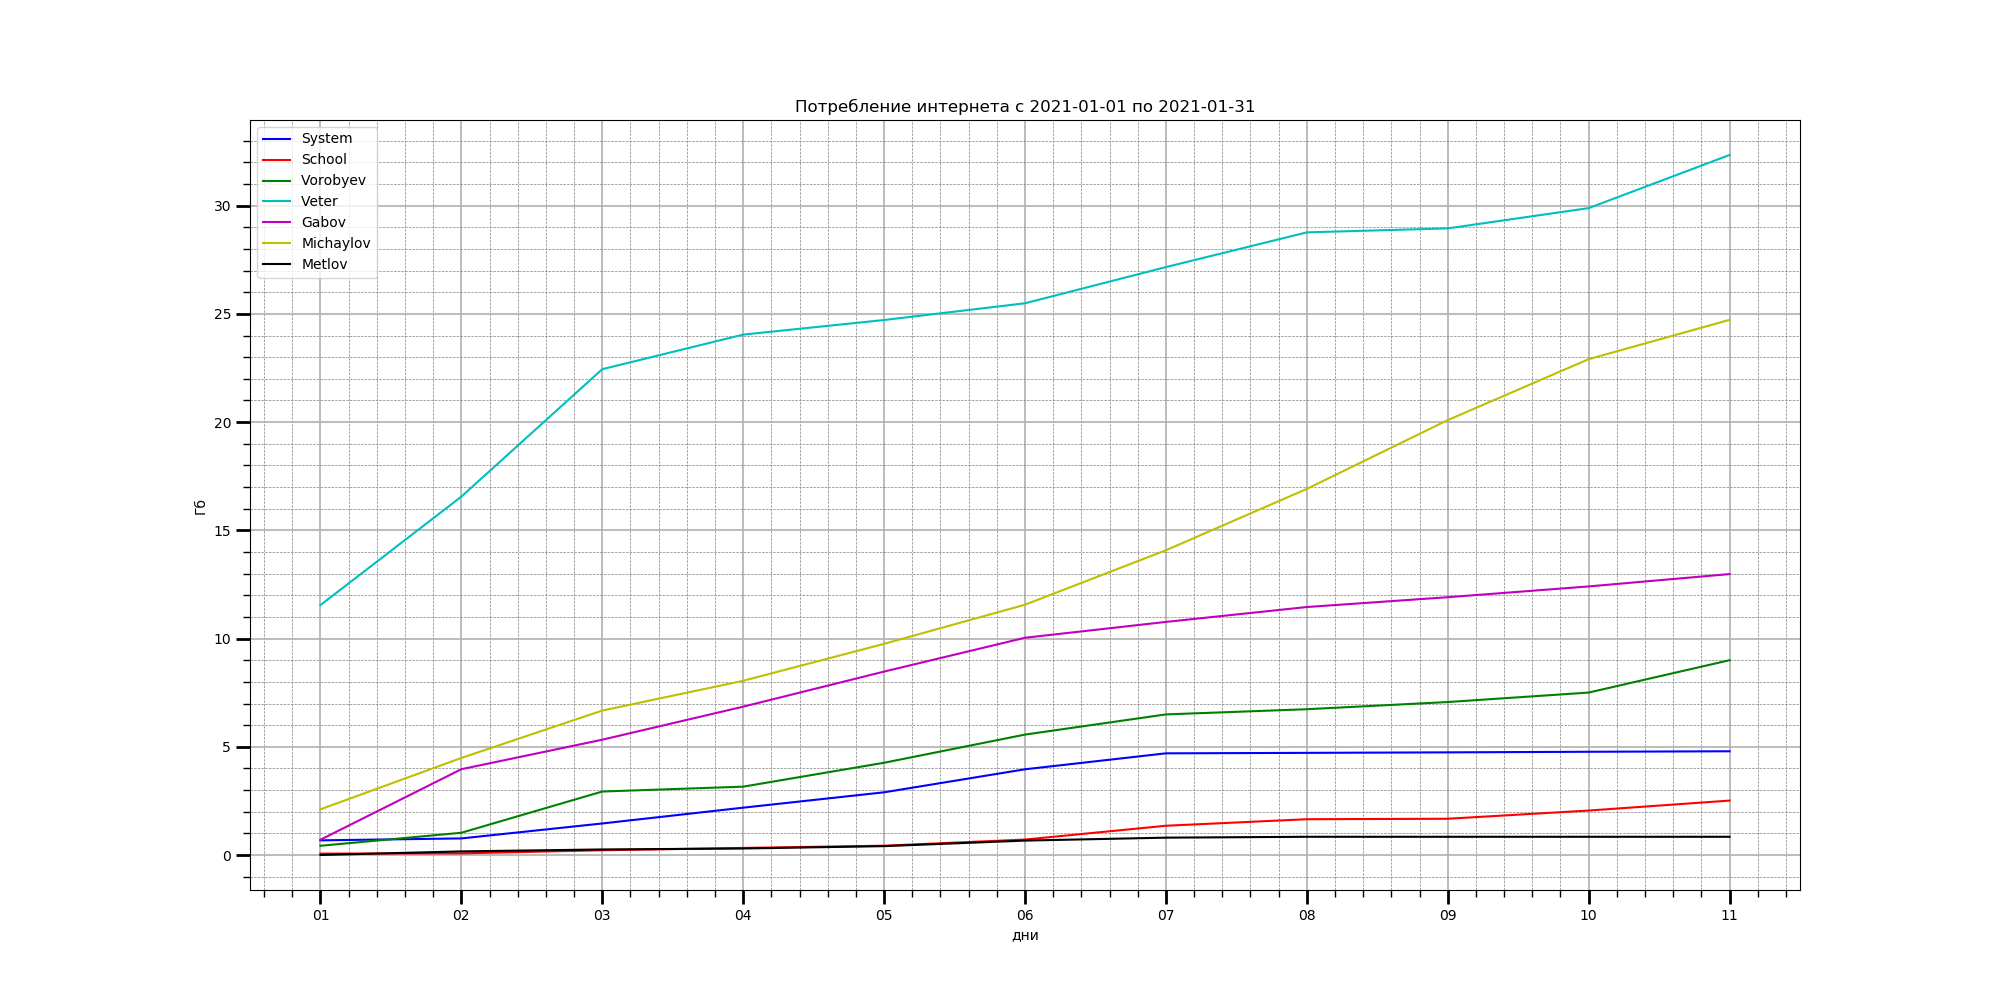 Потребление интернета с 2021-01-01 по 2021-01-31
System
School
Vorobyev
Veter
Gabov
Michaylov
Metlov
30
25
20
15
10
5
0
Гб
01 02 03 04 05 06 07 08 09 10 11
дни